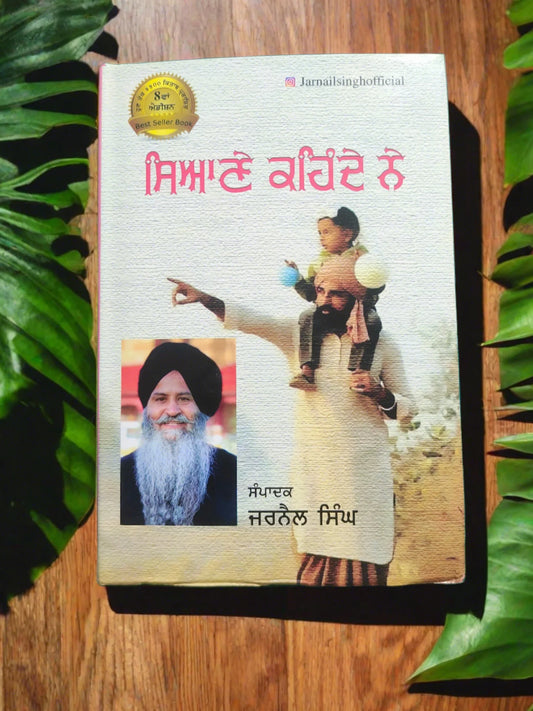 Jarnailsinghofficial
8ਵਾਂ
ਐਡੀਸ਼ਨ
Best Seller Book
ਸਿਆਣੇ ਕਹਿੰਦੇ ਨੇ
ਸੰਪਾਦਕ
ਜਰਨੈਲ ਸਿੰਘ